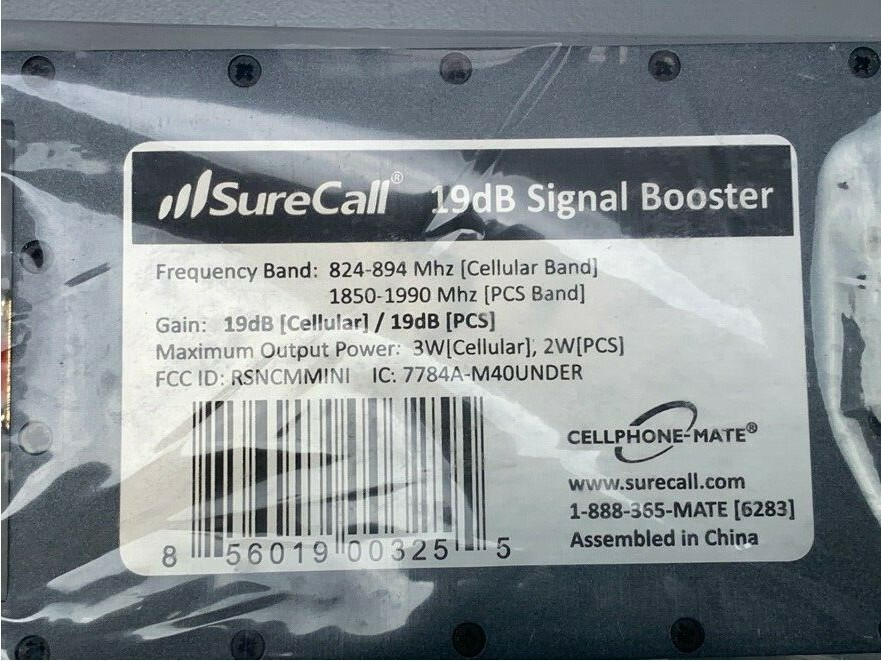 SureCall® 19dB Signal Booster
Frequency Band: 824-894 Mhz [Cellular Band]
1850-1990 Mhz [PCS Band]
Gain: 19dB [Cellular] / 19dB [PCS]
Maximum Output Power: 3W[Cellular], 2W[PCS]
FCC ID: RSNCMMINI IC: 7784A-M40UNDER
CELLPHONE-MATE®
www.surecall.com
1-888-365-MATE [6283]
Assembled in China
8 56019 00325 5